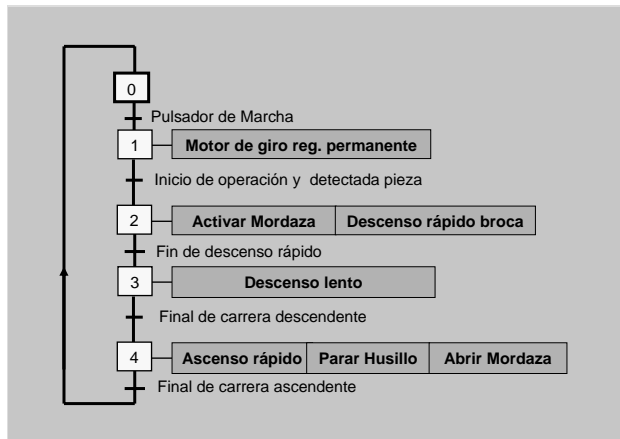 0
Pulsador de Marcha
1 Motor de giro reg. permanente
Inicio de operación y detectada pieza
2 Activar Mordaza Descenso rápido broca
Fin de descenso rápido
3 Descenso lento
Final de carrera descendente
4 Ascenso rápido Parar Husillo Abrir Mordaza
Final de carrera ascendente